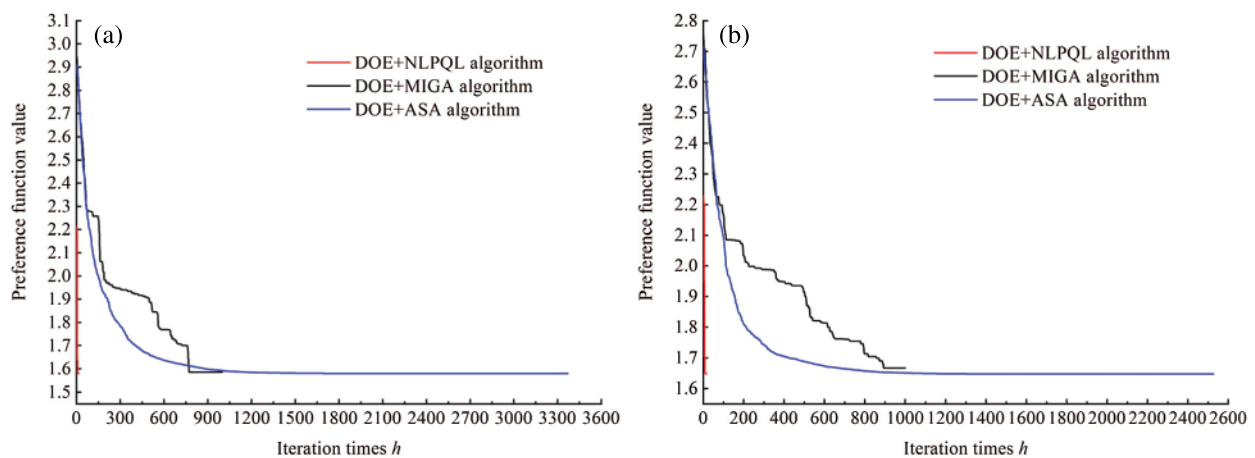 (a)
DOE+NLPQL algorithm
DOE+MIGA algorithm
DOE+ASA algorithm
Preference function value
3.1
3.0
2.9
2.8
2.7
2.6
2.5
2.4
2.3
2.2
2.1
2.0
1.9
1.8
1.7
1.6
1.5
0 300 600 900 1200 1500 1800 2100 2400 2700 3000 3300 3600
Iteration times h
(b)
DOE+NLPQL algorithm
DOE+MIGA algorithm
DOE+ASA algorithm
Preference function value
2.8
2.7
2.6
2.5
2.4
2.3
2.2
2.1
2.0
1.9
1.8
1.7
1.6
0 200 400 600 800 1000 1200 1400 1600 1800 2000 2200 2400 2600
Iteration times h